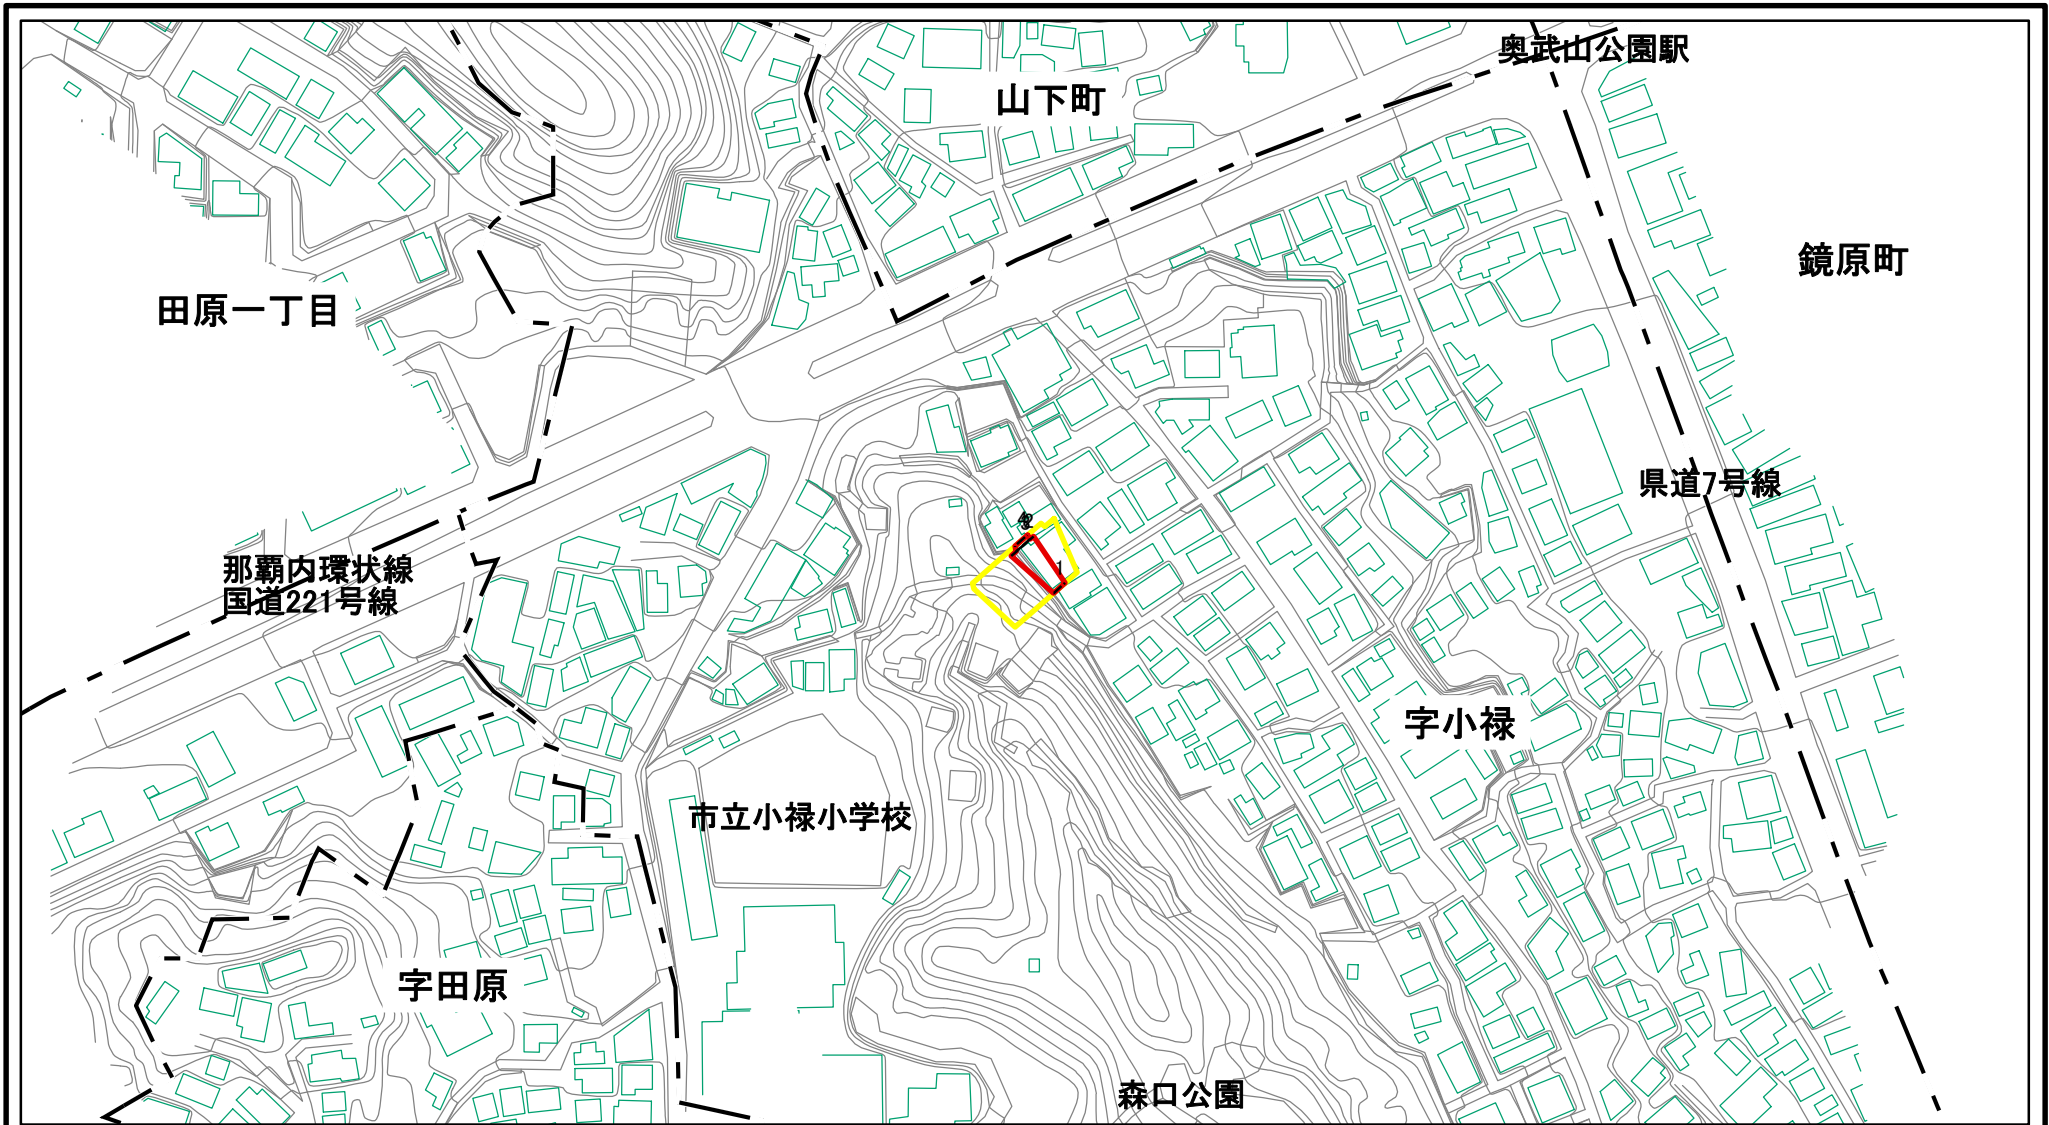 奥武山公園駅
山下町
鏡原町
田原一丁目
県道7号線
1
那覇内環状線
国道221号線
字小禄
市立小禄小学校
字田原
森口公園